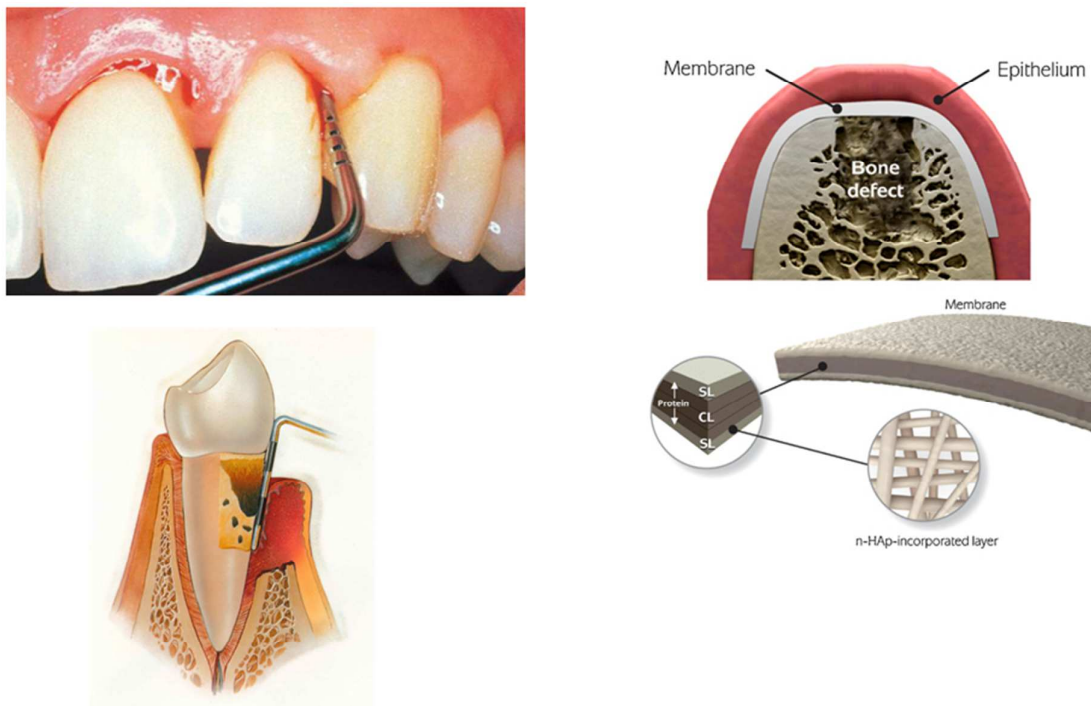 Membrane
Epithelium
Bone
defect
Membrane
SL
Protein
CL
SL
n-HAp-incorporated layer